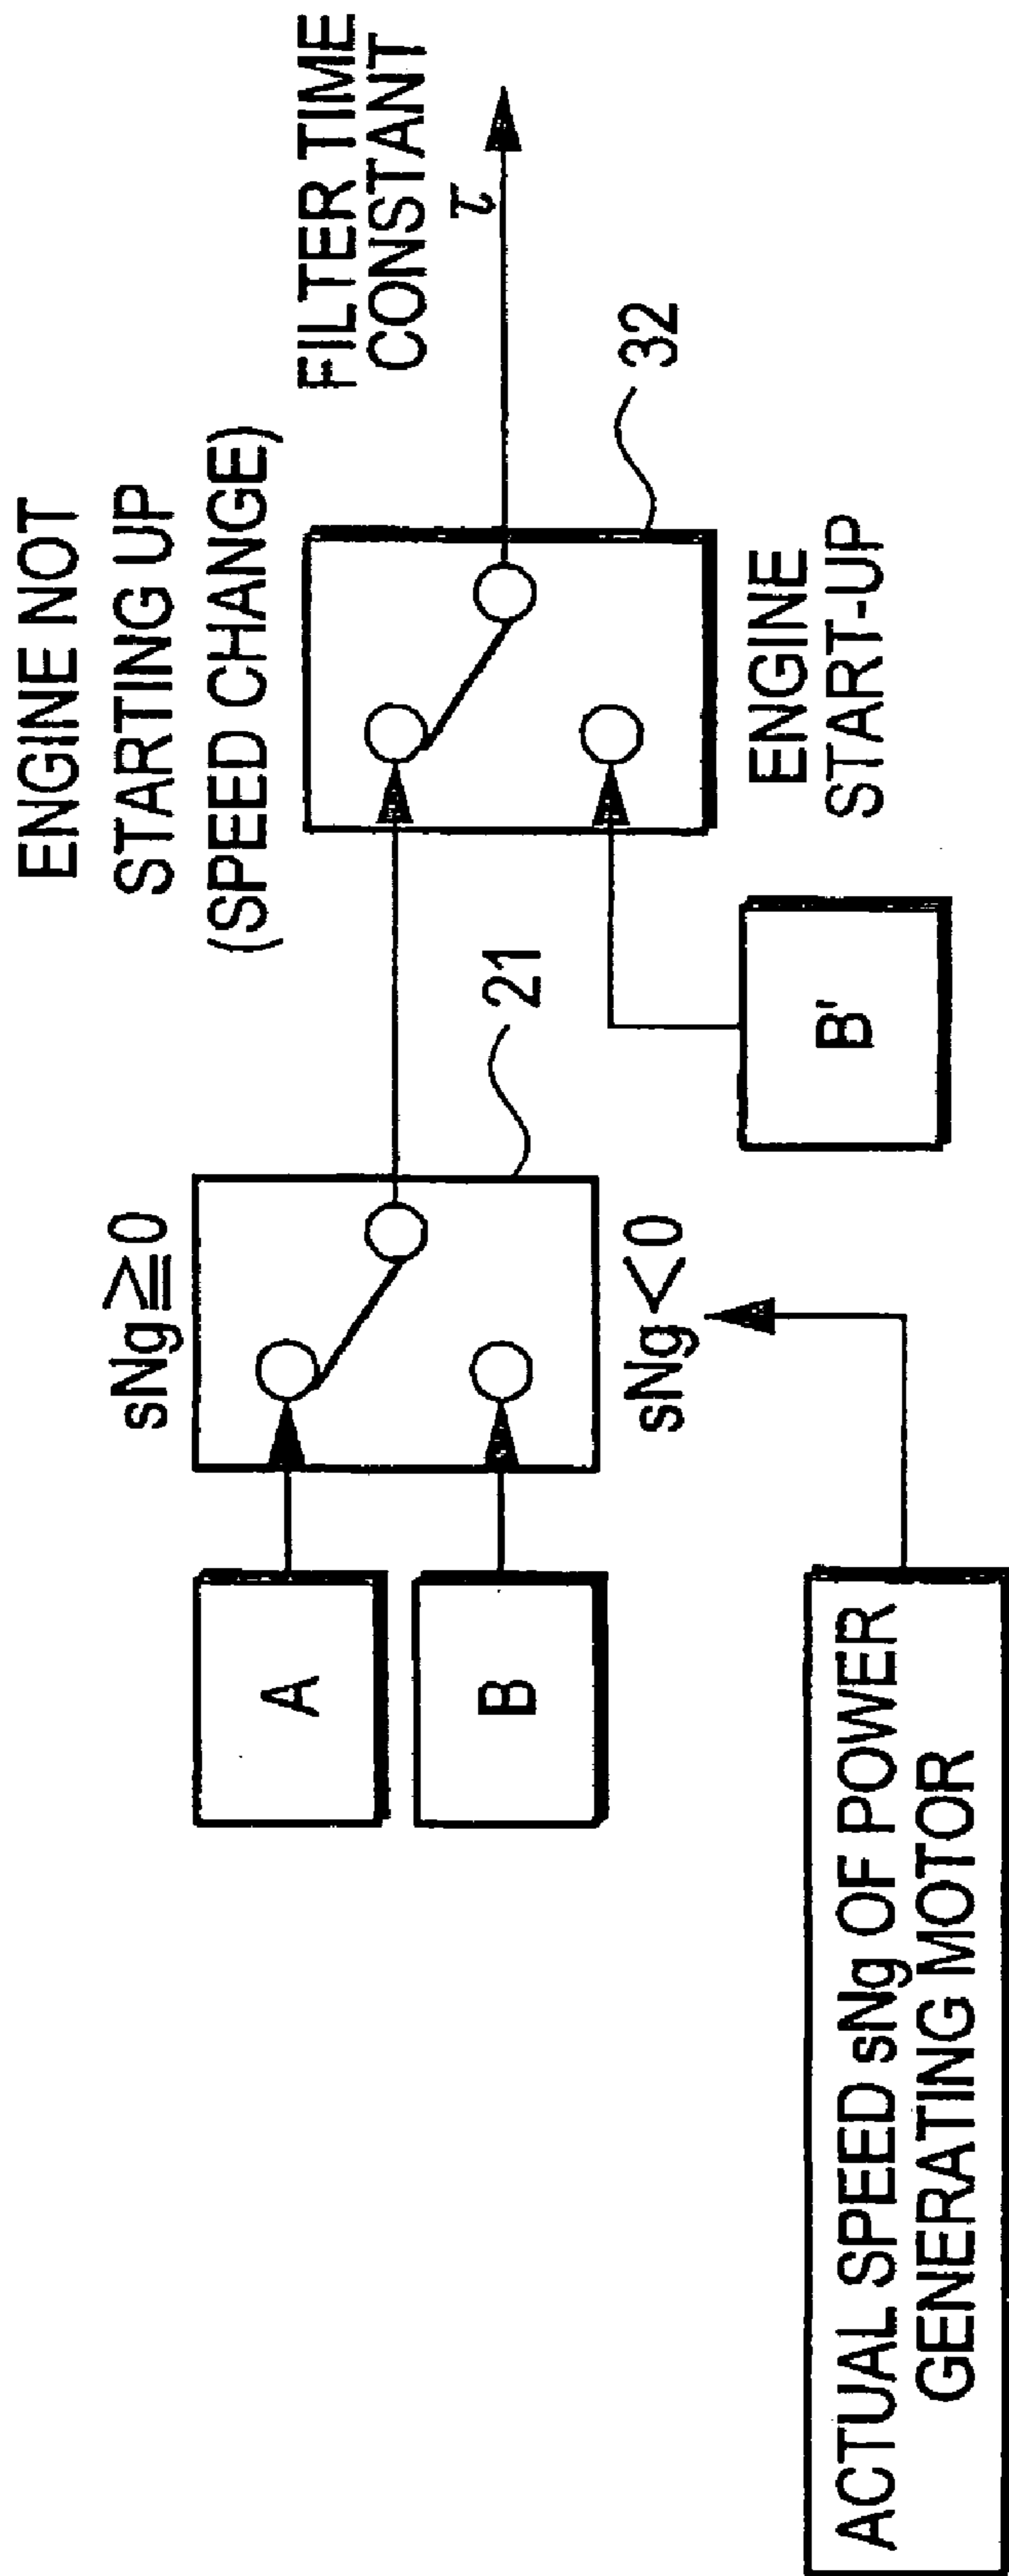 ENGINE NOT
STARTING UP
(SPEED CHANGE)
FILTER TIME
CONSTANT
τ
sNg≧0
21
32
A
B
sNg<0
B'
ENGINE
START-UP
ACTUAL SPEED sNg OF POWER
GENERATING MOTOR